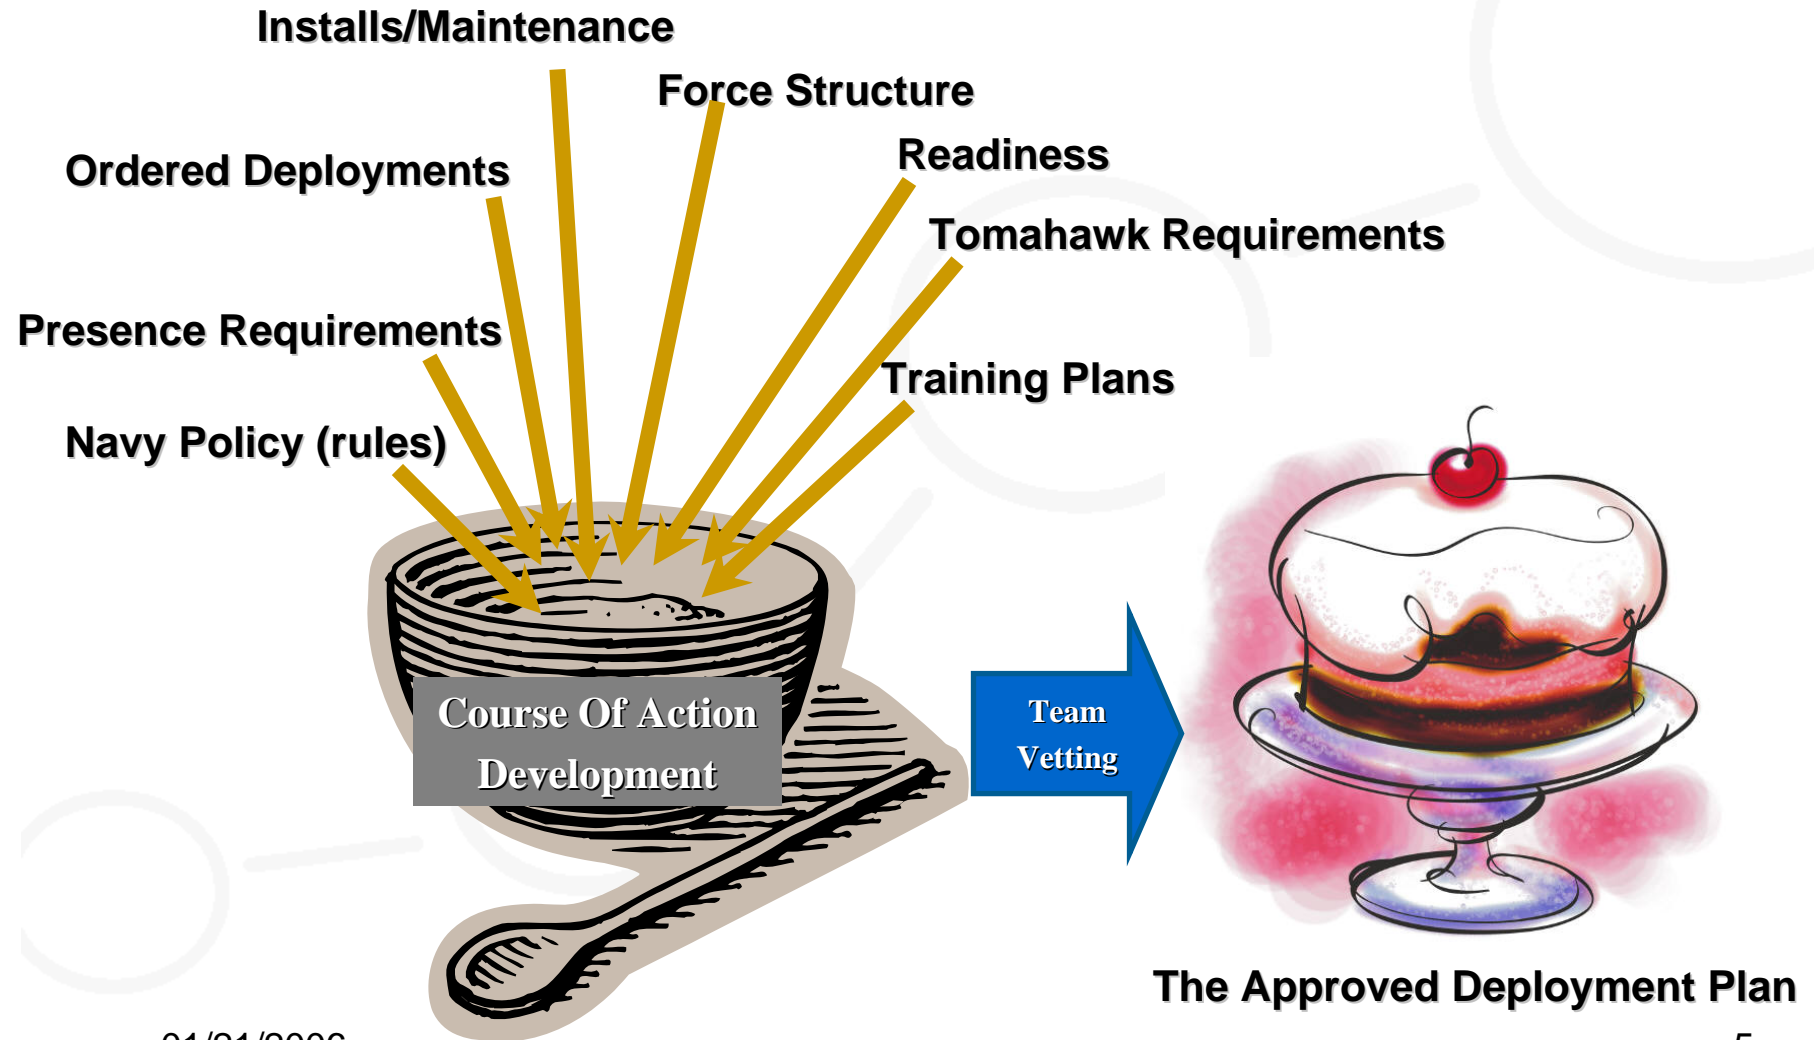 Installs/Maintenance
Force Structure
Readiness
Ordered Deployments
Tomahawk Requirements
Presence Requirements
Training Plans
Navy Policy (rules)
Course Of Action
Development
Team
Vetting
The Approved Deployment Plan